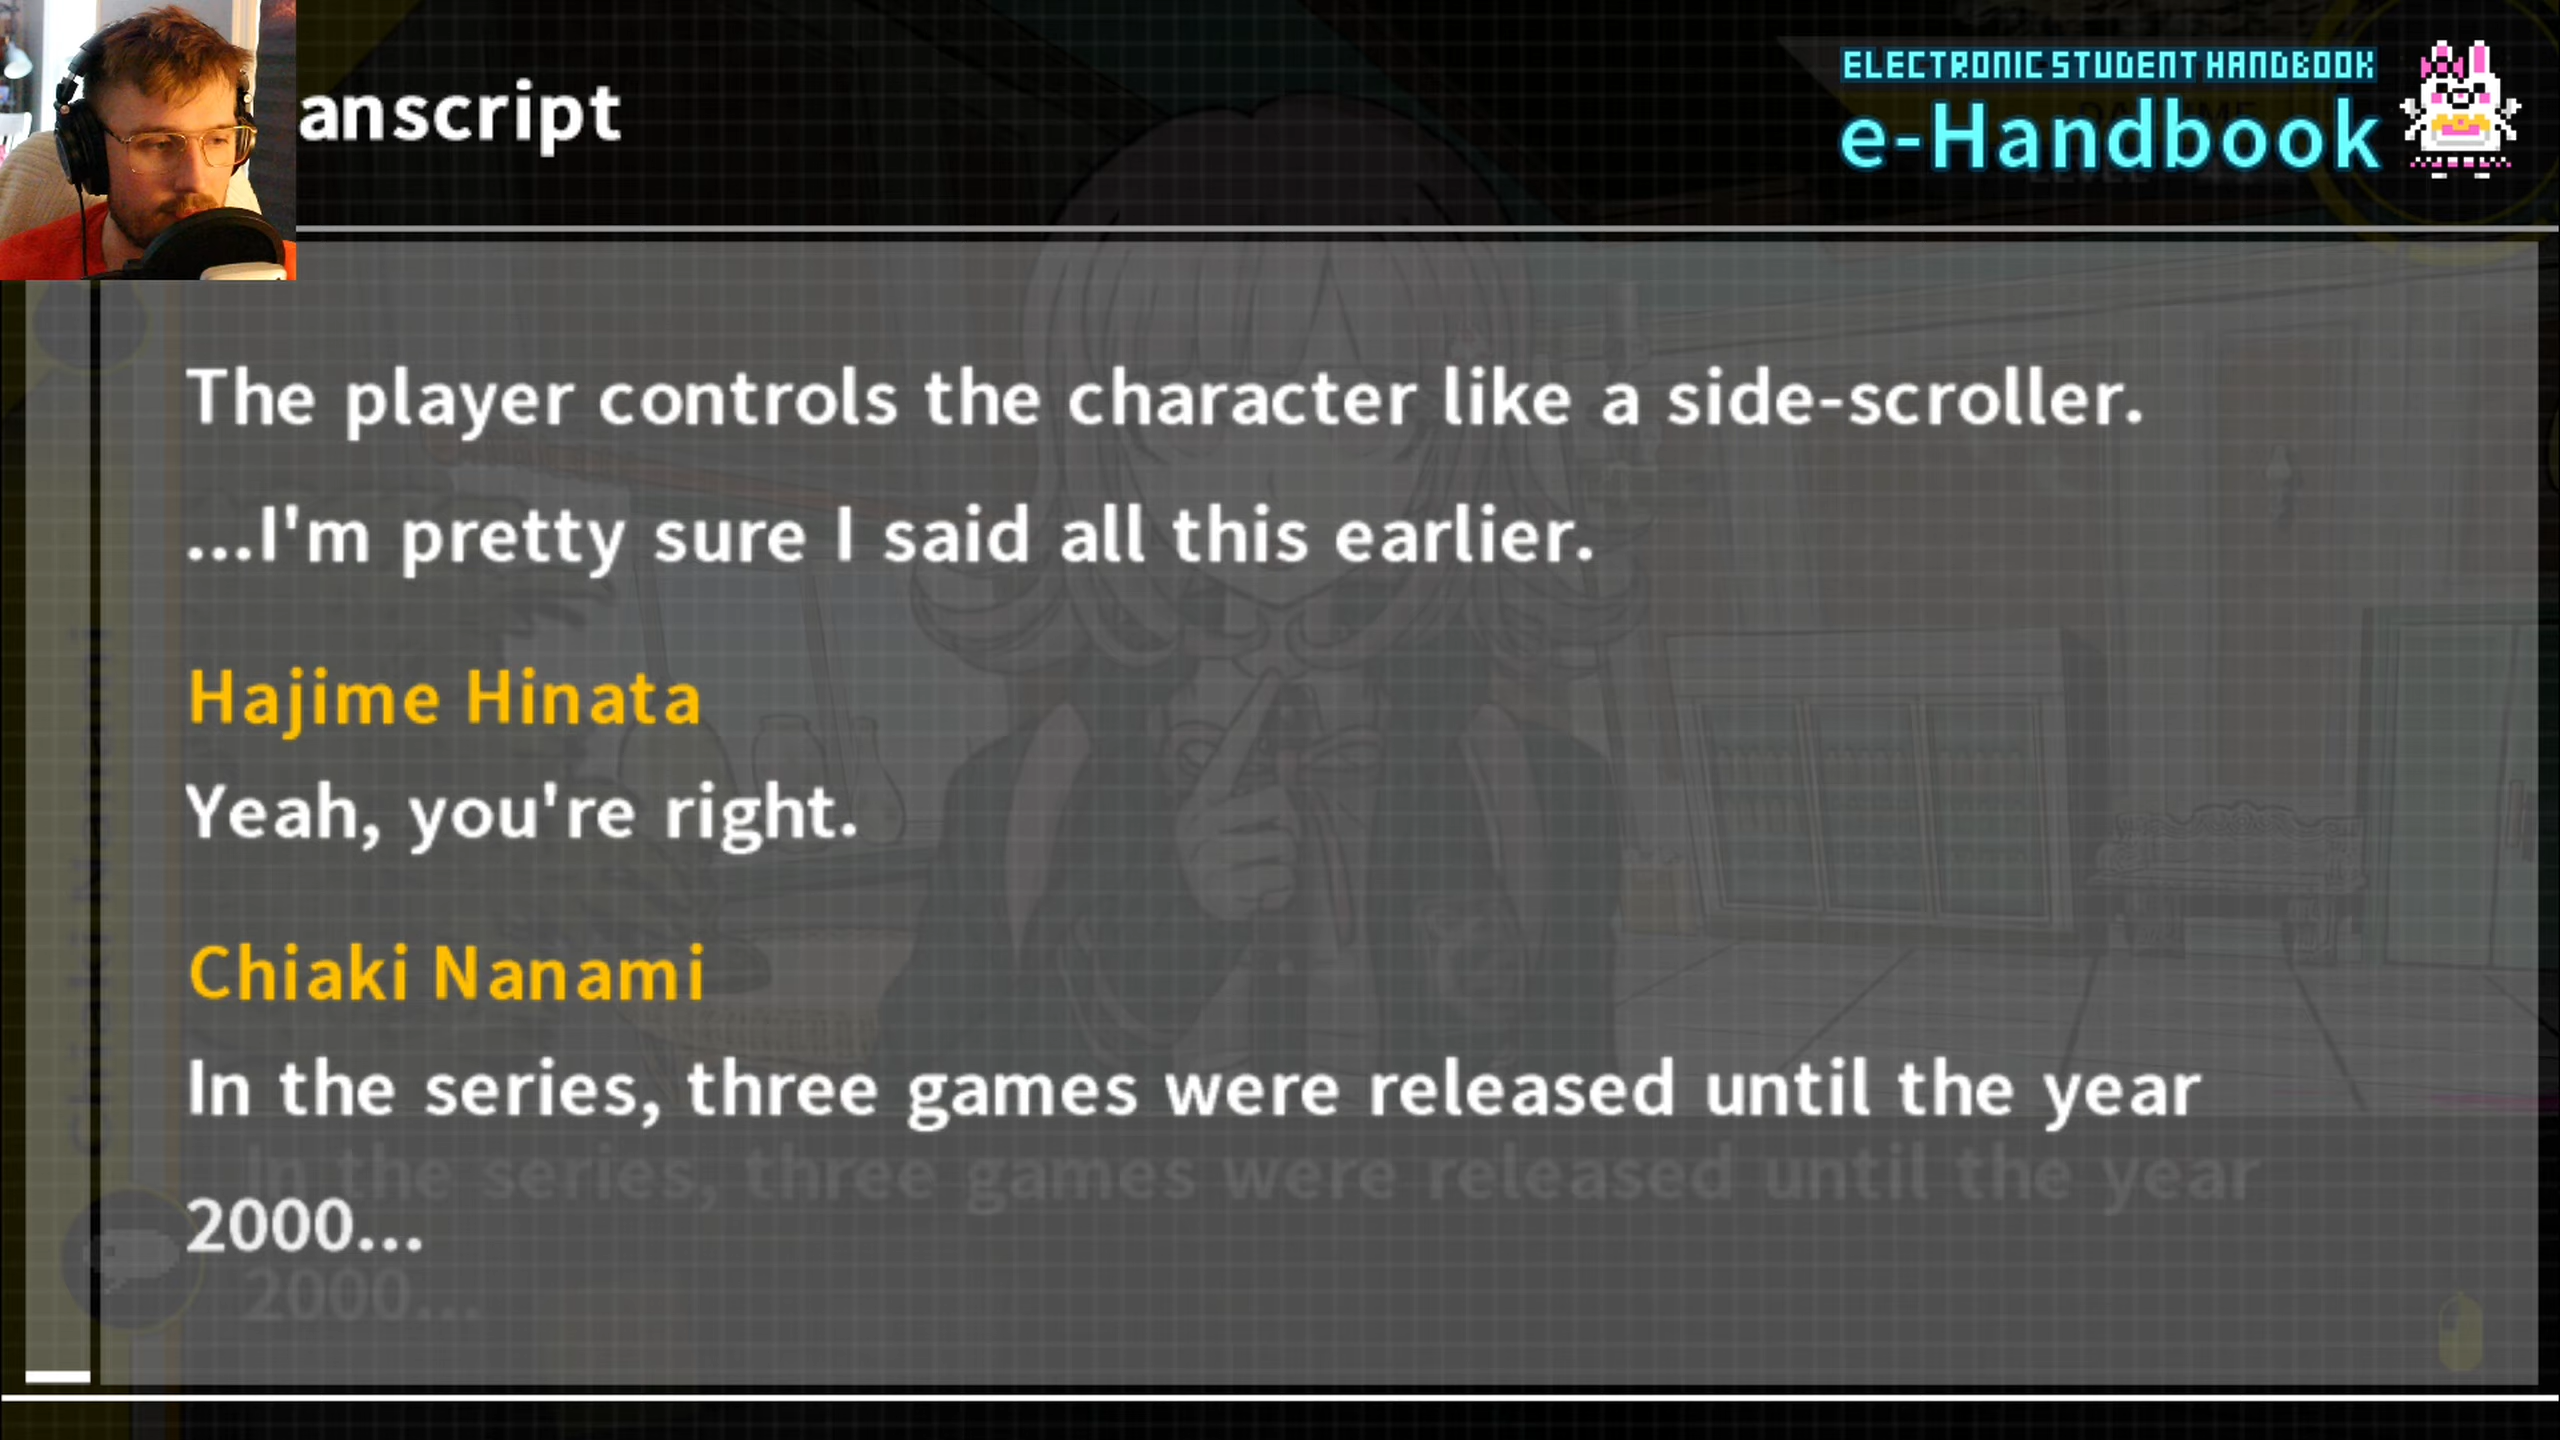 anscript
ELECTRONIC STUDENT HANDBOOK
e-Handbook
The player controls the character like a side-scroller.
...I'm pretty sure I said all this earlier.
Hajime Hinata
Yeah, you're right.
Chiaki Nanami
In the series, three games were released until the year
2000...
In the series, three games were released until the year
2000...
Chiaki Nanami